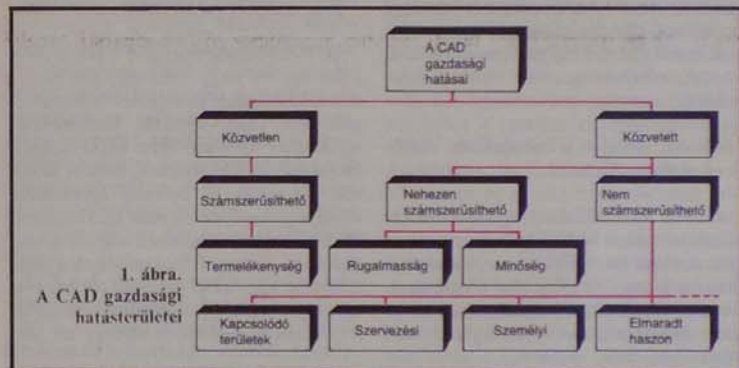 A CAD
gazdasági
hatásai
Közvetlen
Közvetett
Számszerűsíthető
Nehezen
számszerűsíthető
Nem
számszerűsíthető
Termelékenység
Rugalmasság
Minőség
1. ábra.
A CAD gazdasági
hatásterületei
Kapcsolódó
területek
Szervezési
Személyi
Elmaradt
haszon